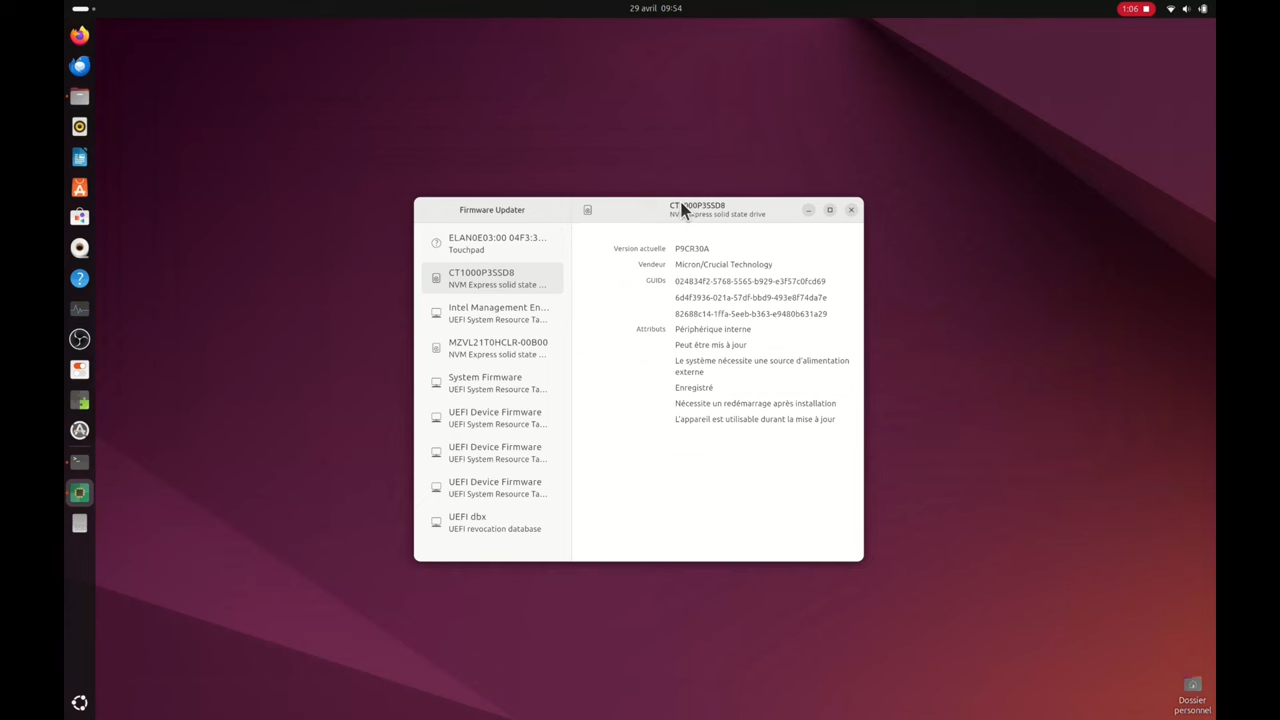 29 avril 09:54
1:06
Firmware Updater
NVM Express solid state drive
ELAN0E03:00 04F3:3...
Touchpad
CT1000P3SSD8
NVM Express solid state ...
Intel Management En...
UEFI System Resource Ta...
MZVL21T0HCLR-00B00
NVM Express solid state ...
System Firmware
UEFI System Resource Ta...
UEFI Device Firmware
UEFI System Resource Ta...
UEFI Device Firmware
UEFI System Resource Ta...
UEFI Device Firmware
UEFI System Resource Ta...
UEFI dbx
UEFI revocation database
CT1000P3SSD8
Version actuelle P9CR30A
Vendeur Micron/Crucial Technology
GUIDs 024834f2-5768-5565-b929-e3f57c0fcd69
6d4f3936-021a-57df-bbd9-493e8f74da7e
82688c14-1ffa-5eeb-b363-e9480b631a29
Attributs Périphérique interne
Peut être mis à jour
Le système nécessite une source d'alimentation
externe
Enregistré
Nécessite un redémarrage après installation
L'appareil est utilisable durant la mise à jour
Dossier
personnel